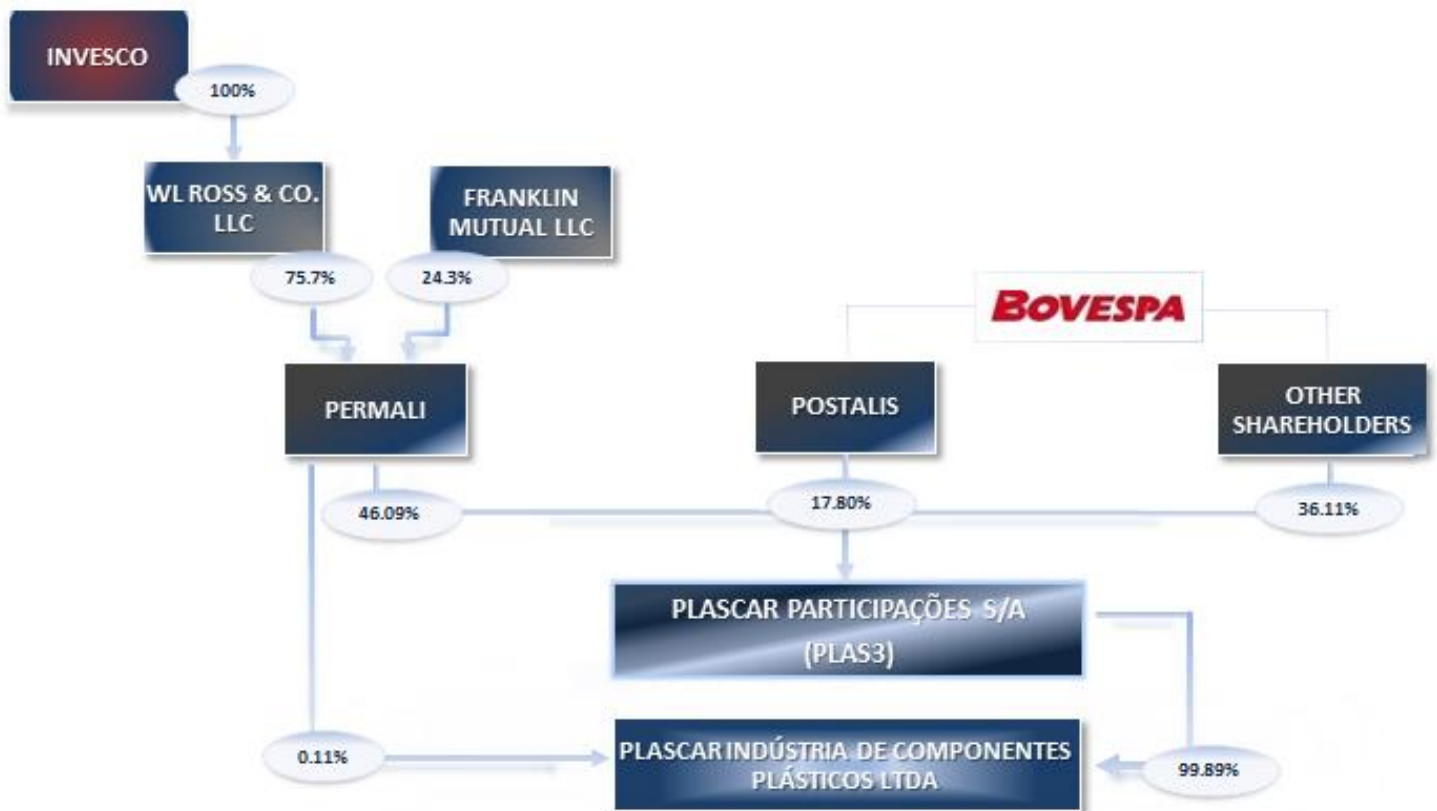 INVESCO
100%
WL ROSS & CO.
LLC
FRANKLIN
MUTUAL LLC
75.7%
24.3%
BOVESPA
PERMALI
POSTALIS
OTHER
SHAREHOLDERS
46.09%
17.80%
36.11%
PLASCAR PARTICIPAÇÕES S/A
(PLAS3)
0.11%
PLASCAR INDÚSTRIA DE COMPONENTES
PLÁSTICOS LTDA
99.89%